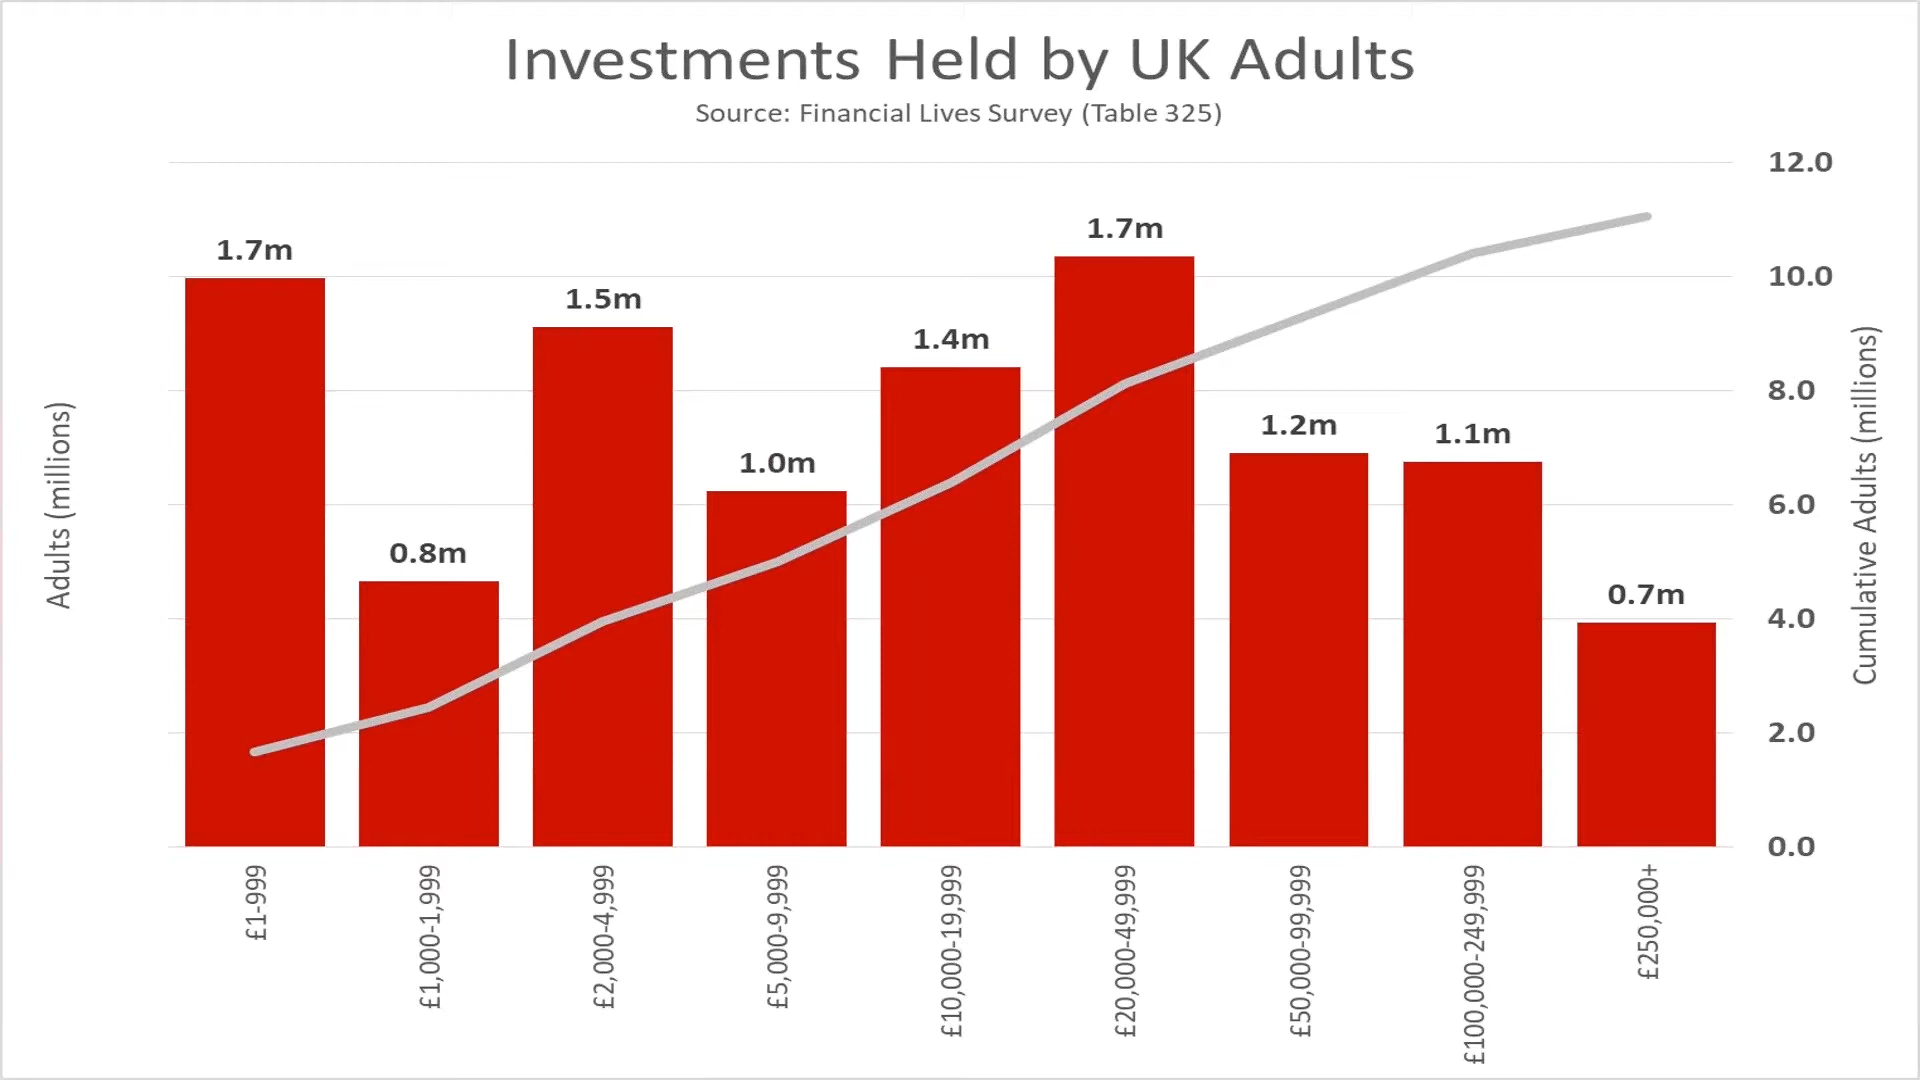 Investments Held by UK Adults
Source: Financial Lives Survey (Table 325)
Adults (millions)
1.7m
0.8m
1.5m
1.0m
1.4m
1.7m
1.2m
1.1m
0.7m
12.0
10.0
8.0
6.0
4.0
2.0
0.0
Cumulative Adults (millions)
£1-999
£1,000-1,999
£2,000-4,999
£5,000-9,999
£10,000-19,999
£20,000-49,999
£50,000-99,999
£100,000-249,999
£250,000+